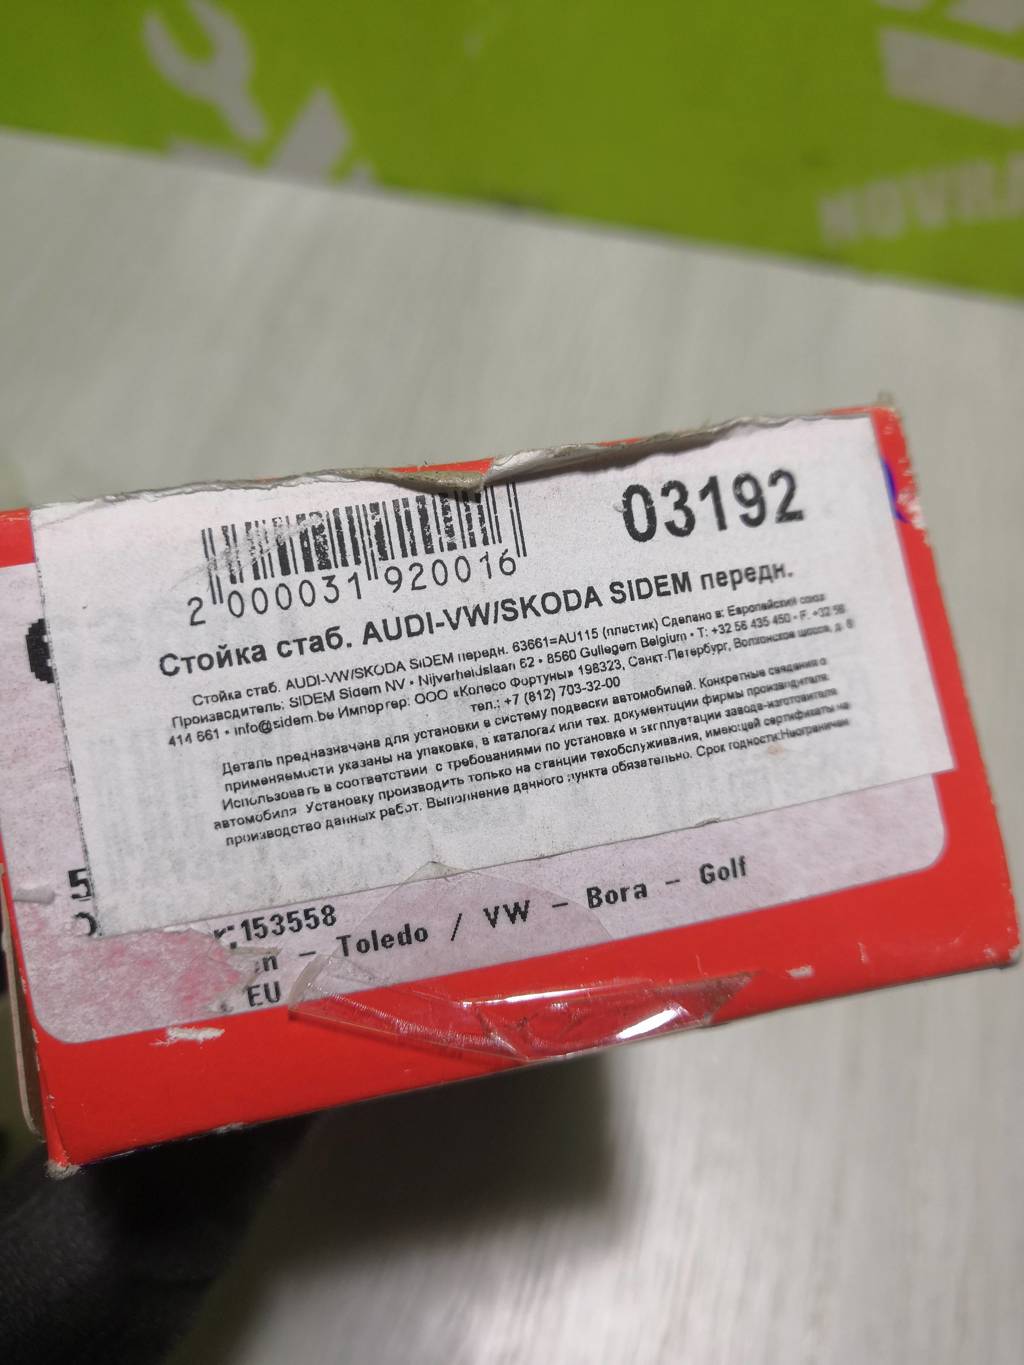 03192
2 000031 920016
Стойка стаб. AUDI-VW/SKODA SIDEM передн.
Стойка стаб. AUDI-VW/SKODA SIDEM передн. 63661=AU115 (пластик) Сделано в: Европейский союз
Производитель: SIDEM Sidem NV • Nijverheidslaan 62 • 8560 Gullegem Belgium • T: +32 56 435 450 • F: +32 56
414 661 • info@sidem.be Импортер: ООО «Колесо Фортуны» 198323, Санкт-Петербург, Волхонское шоссе, д. 6
тел.: +7 (812) 703-32-00
Деталь предназначена для установки в систему подвески автомобилей. Конкретные сведения о
применяемости указаны на упаковке, в каталогах или тех. документации фирмы производителя.
Использовать в соответствии с требованиями по установке и эксплуатации завода-изготовителя
автомобиля Установку производить только на станции техобслуживания, имеющей сертификаты на
производство данных работ. Выполнение данного пункта обязательно. Срок годности:Неограничен
5
153558
– Toledo / VW – Bora – Golf
EU